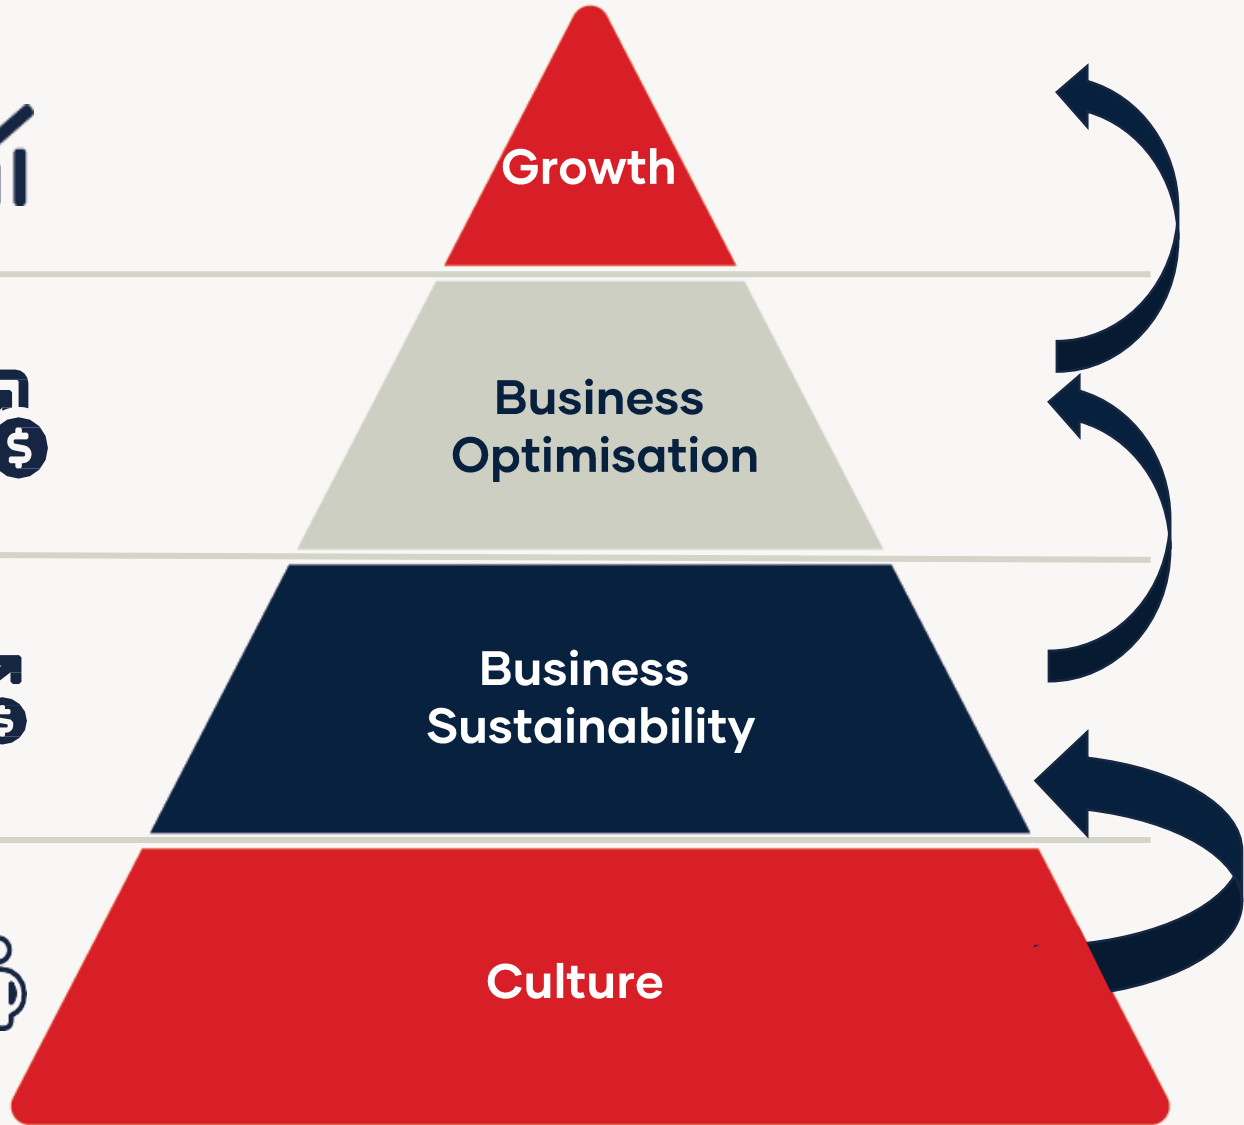 Growth
Business
Optimisation
$
Business
Sustainability
$
Culture